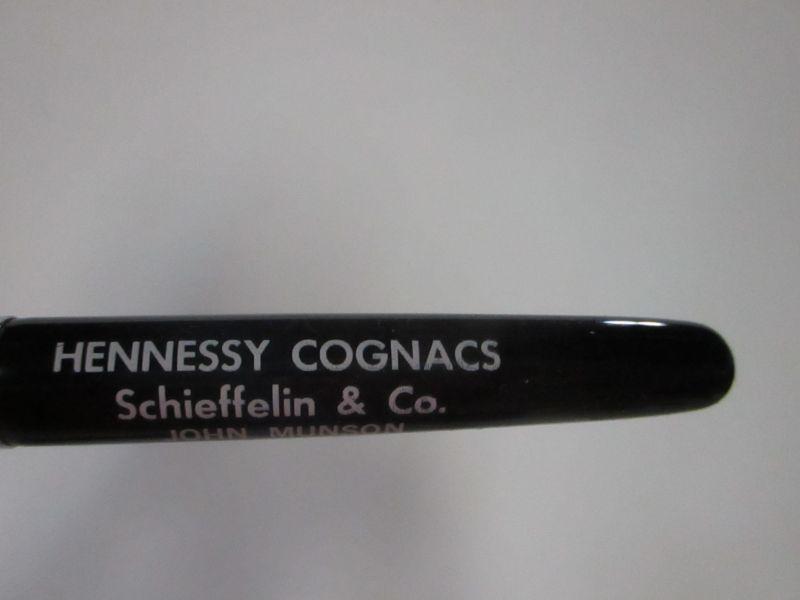 HENNESSY COGNACS
Schieffelin & Co.
JOHN MUNSON